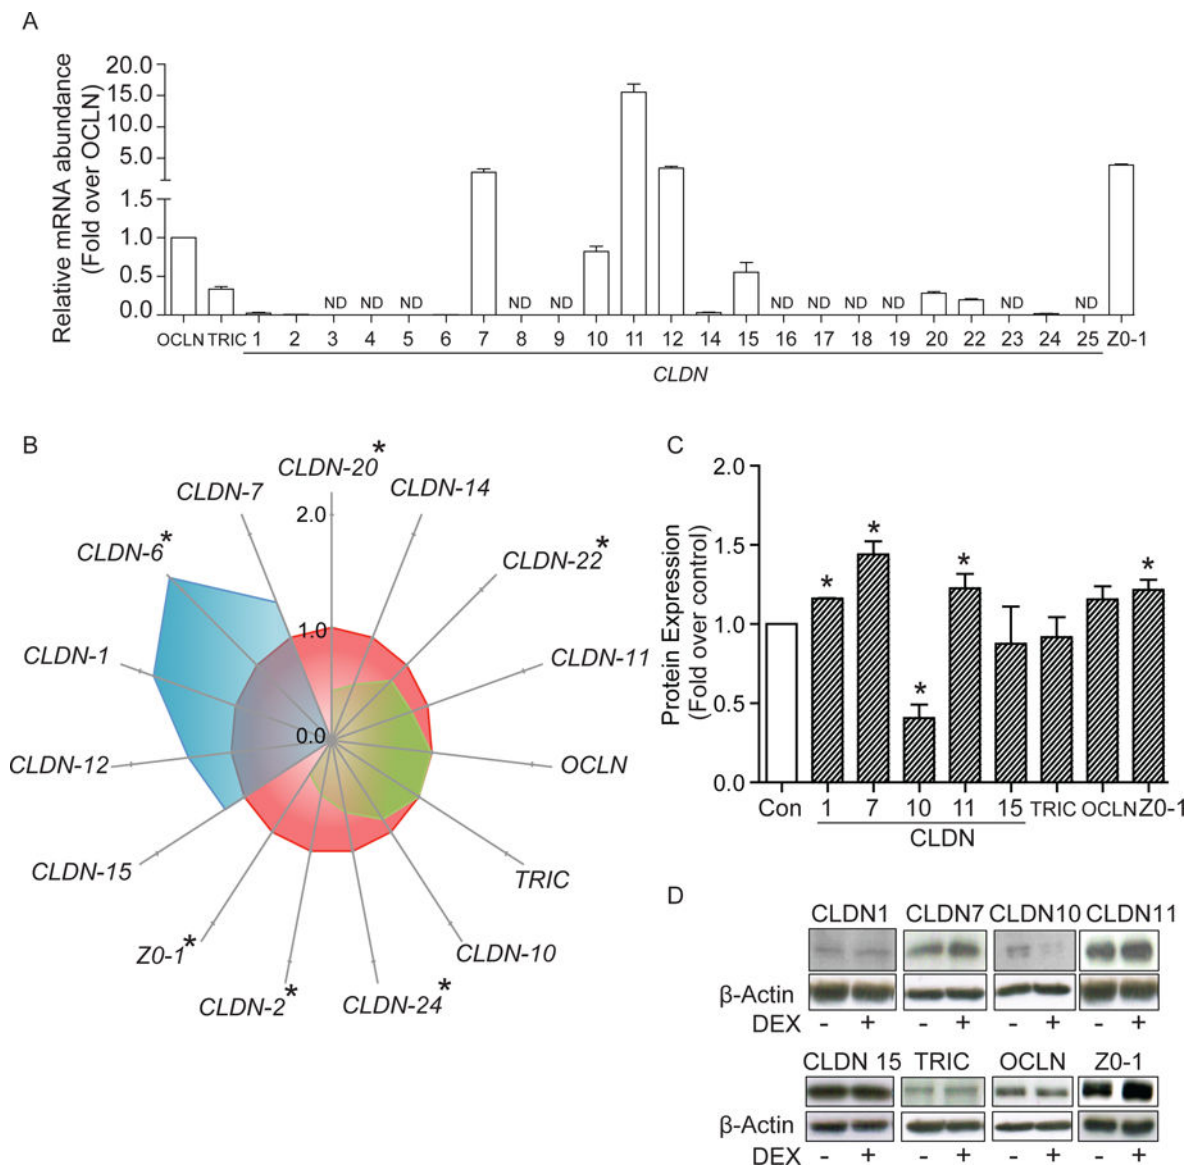 A
Relative mRNA abundance
(Fold over OCLN)
20.0
15.0
10.0
5.0
1.5
1.0
0.5
0.0
ND ND ND ND ND ND ND ND ND ND ND
OCLN TRIC 1 2 3 4 5 6 7 8 9 10 11 12 14 15 16 17 18 19 20 22 23 24 25 Z0-1
CLDN
B
CLDN-20*
CLDN-14
CLDN-22*
CLDN-11
OCLN
TRIC
CLDN-10
CLDN-24*
CLDN-2*
Z0-1*
CLDN-15
CLDN-12
CLDN-1
CLDN-6*
CLDN-7
2.0
1.0
0.0
C
Protein Expression
(Fold over control)
2.0
1.5
1.0
0.5
0.0
* * * * *
Con 1 7 10 11 15 TRIC OCLN Z0-1
CLDN
D
CLDN1 CLDN7 CLDN10 CLDN11
β-Actin
DEX - + - + - + - +
CLDN 15 TRIC OCLN Z0-1
β-Actin
DEX - + - + - + - +